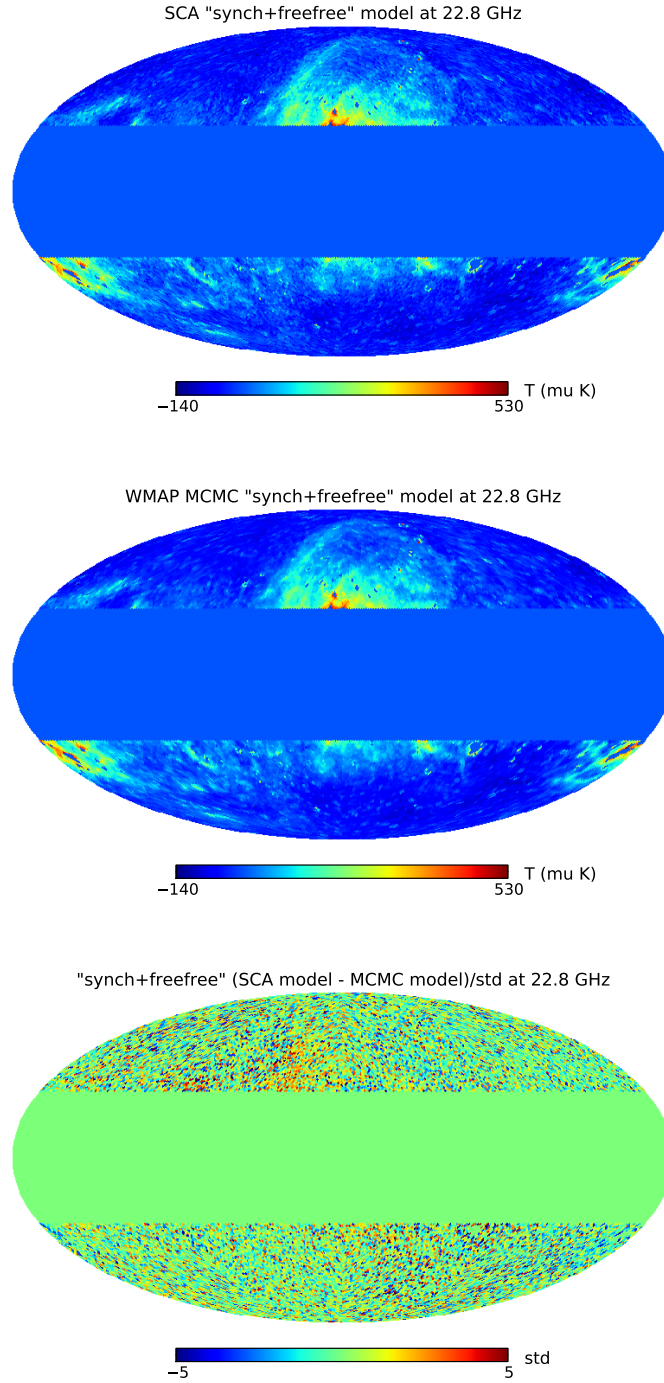 SCA "synch+freefree" model at 22.8 GHz
T (mu K)
−140 530
WMAP MCMC "synch+freefree" model at 22.8 GHz
T (mu K)
−140 530
"synch+freefree" (SCA model - MCMC model)/std at 22.8 GHz
std
−5 5